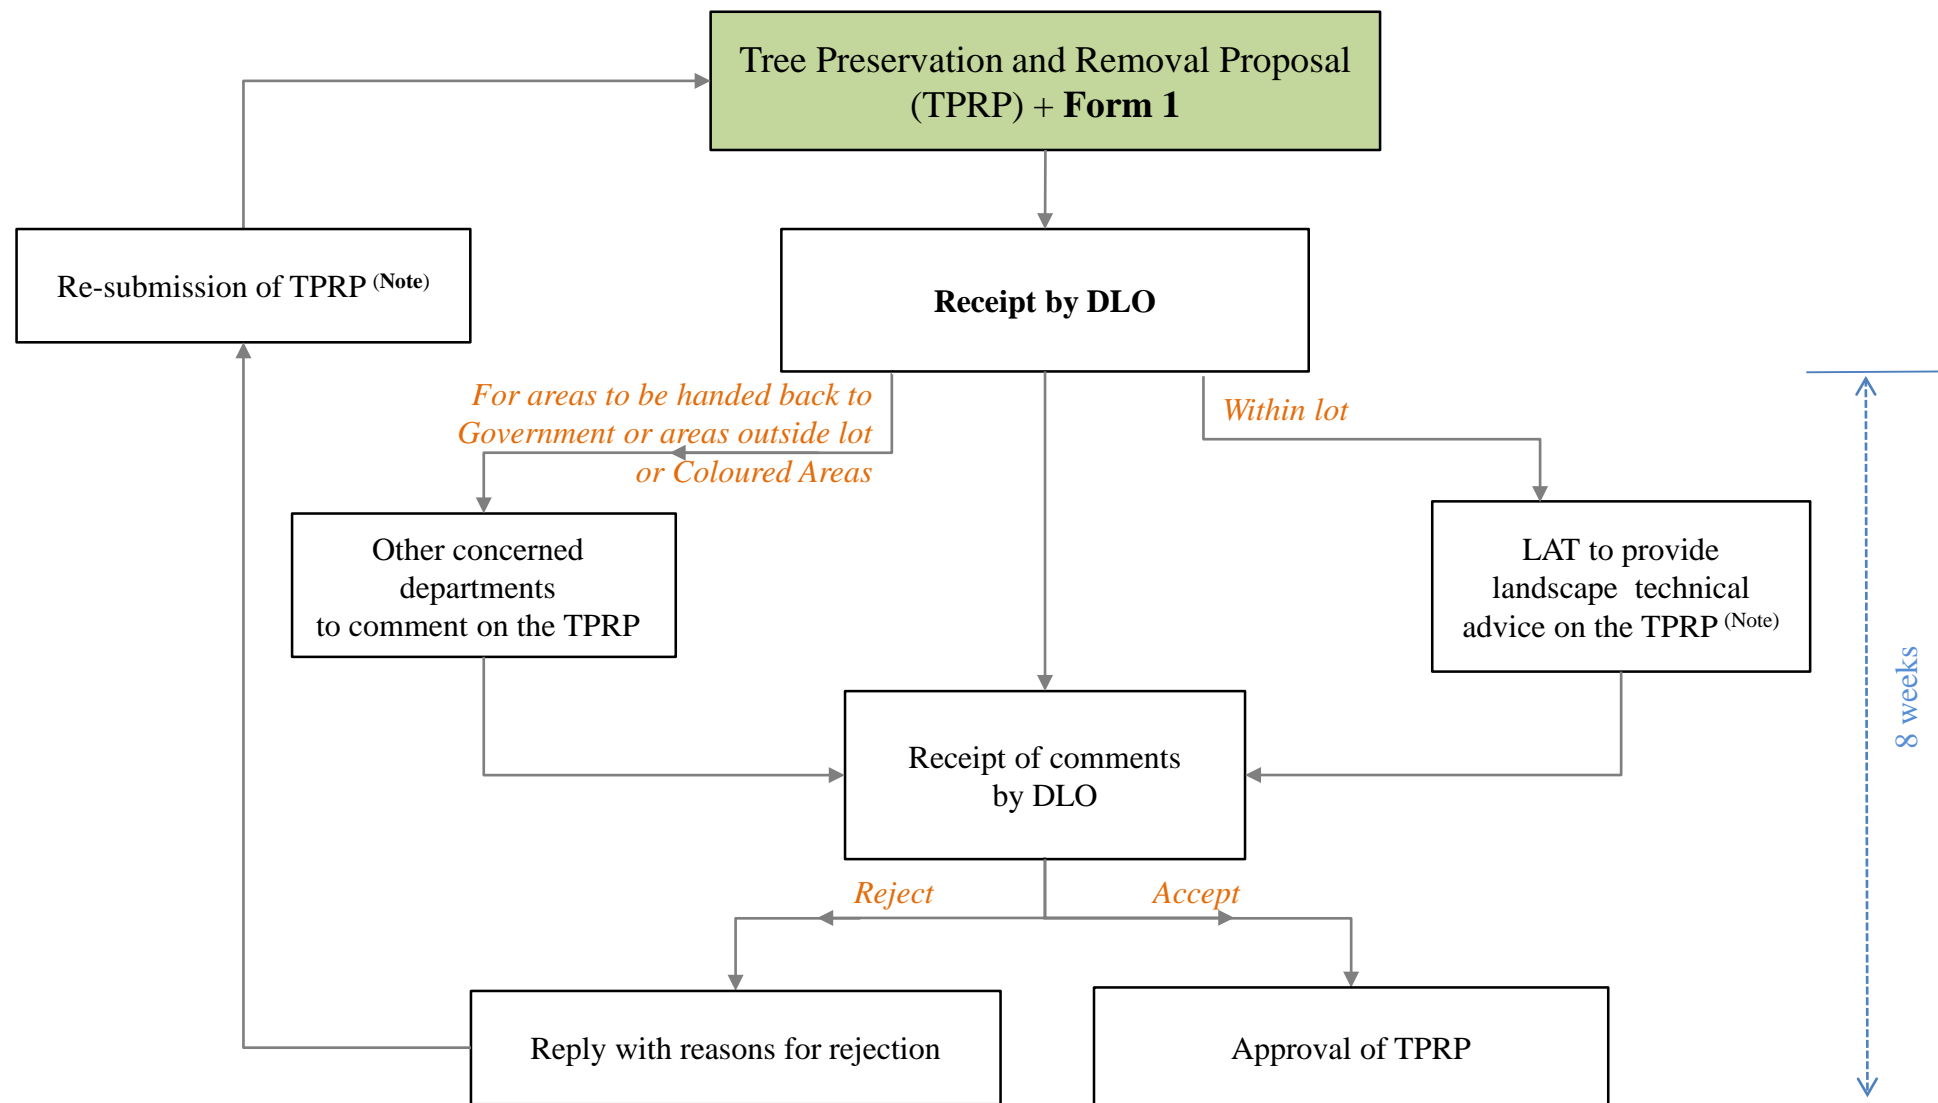 Tree Preservation and Removal Proposal
(TPRP) + Form 1
Re-submission of TPRP (Note)
Receipt by DLO
For areas to be handed back to
Government or areas outside lot
or Coloured Areas
Within lot
Other concerned
departments
to comment on the TPRP
LAT to provide
landscape technical
advice on the TPRP (Note)
8 weeks
Receipt of comments
by DLO
Reject
Accept
Reply with reasons for rejection
Approval of TPRP